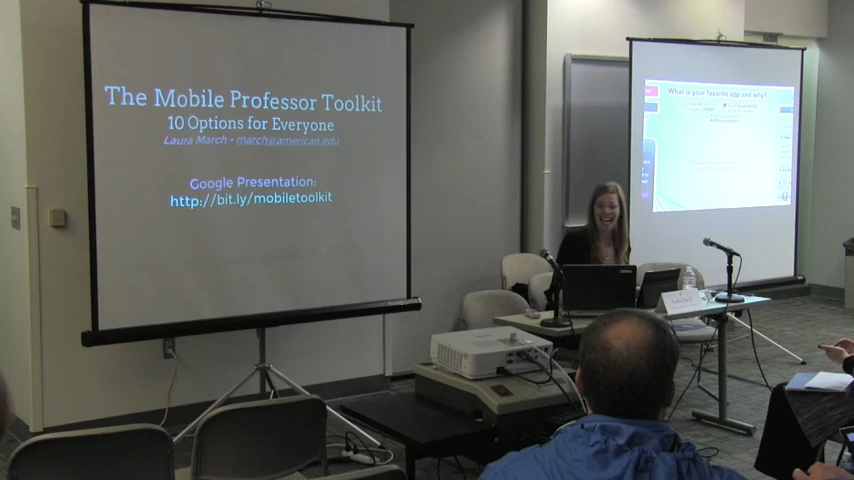 The Mobile Professor Toolkit
10 Options for Everyone
Laura March • march@american.edu
Google Presentation:
http://bit.ly/mobiletoolkit
What is your favorite app and why?